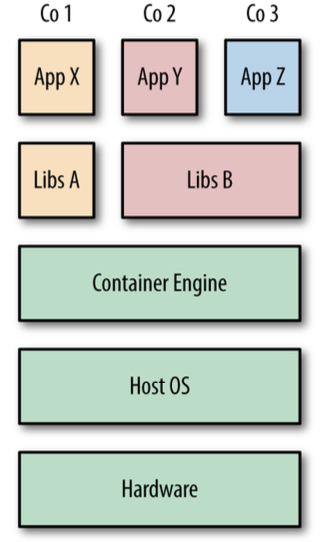 Co 1 Co 2 Co 3
App X App Y App Z
Libs A Libs B
Container Engine
Host OS
Hardware